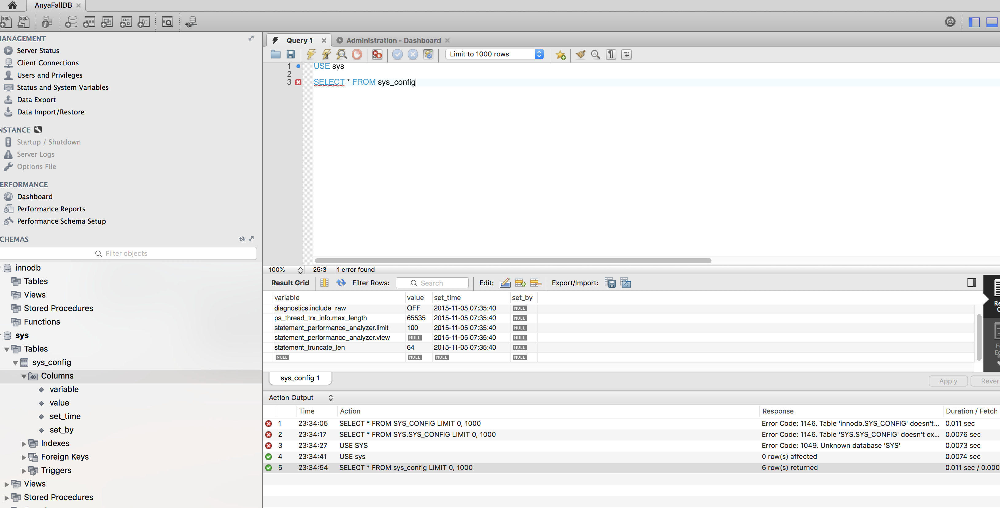 AnyaFallDB
MANAGEMENT
Server Status
Client Connections
Users and Privileges
Status and System Variables
Data Export
Data Import/Restore
INSTANCE
Startup / Shutdown
Server Logs
Options File
PERFORMANCE
Dashboard
Performance Reports
Performance Schema Setup
SCHEMAS
Filter objects
innodb
Tables
Views
Stored Procedures
Functions
sys
Tables
sys_config
Columns
variable
value
set_time
set_by
Indexes
Foreign Keys
Triggers
Views
Stored Procedures
Query 1 Administration - Dashboard
Limit to 1000 rows
1 USE sys
2
3 SELECT * FROM sys_config
100% 25:3 1 error found
Result Grid Filter Rows: Search Edit: Export/Import:
variable value set_time set_by
diagnostics.include_raw OFF 2015-11-05 07:35:40 NULL
ps_thread_trx_info.max_length 65535 2015-11-05 07:35:40 NULL
statement_performance_analyzer.limit 100 2015-11-05 07:35:40 NULL
statement_performance_analyzer.view NULL 2015-11-05 07:35:40 NULL
statement_truncate_len 64 2015-11-05 07:35:40 NULL
NULL NULL NULL NULL
sys_config 1 Apply Rever
Action Output
Time Action Response Duration / Fetch
1 23:34:05 SELECT * FROM SYS_CONFIG LIMIT 0, 1000 Error Code: 1146. Table 'innodb.SYS_CONFIG' doesn't... 0.011 sec
2 23:34:17 SELECT * FROM SYS.SYS_CONFIG LIMIT 0, 1000 Error Code: 1146. Table 'SYS.SYS_CONFIG' doesn't ex... 0.0076 sec
3 23:34:27 USE SYS Error Code: 1049. Unknown database 'SYS' 0.0073 sec
4 23:34:41 USE sys 0 row(s) affected 0.0074 sec
5 23:34:54 SELECT * FROM sys_config LIMIT 0, 1000 6 row(s) returned 0.011 sec / 0.000